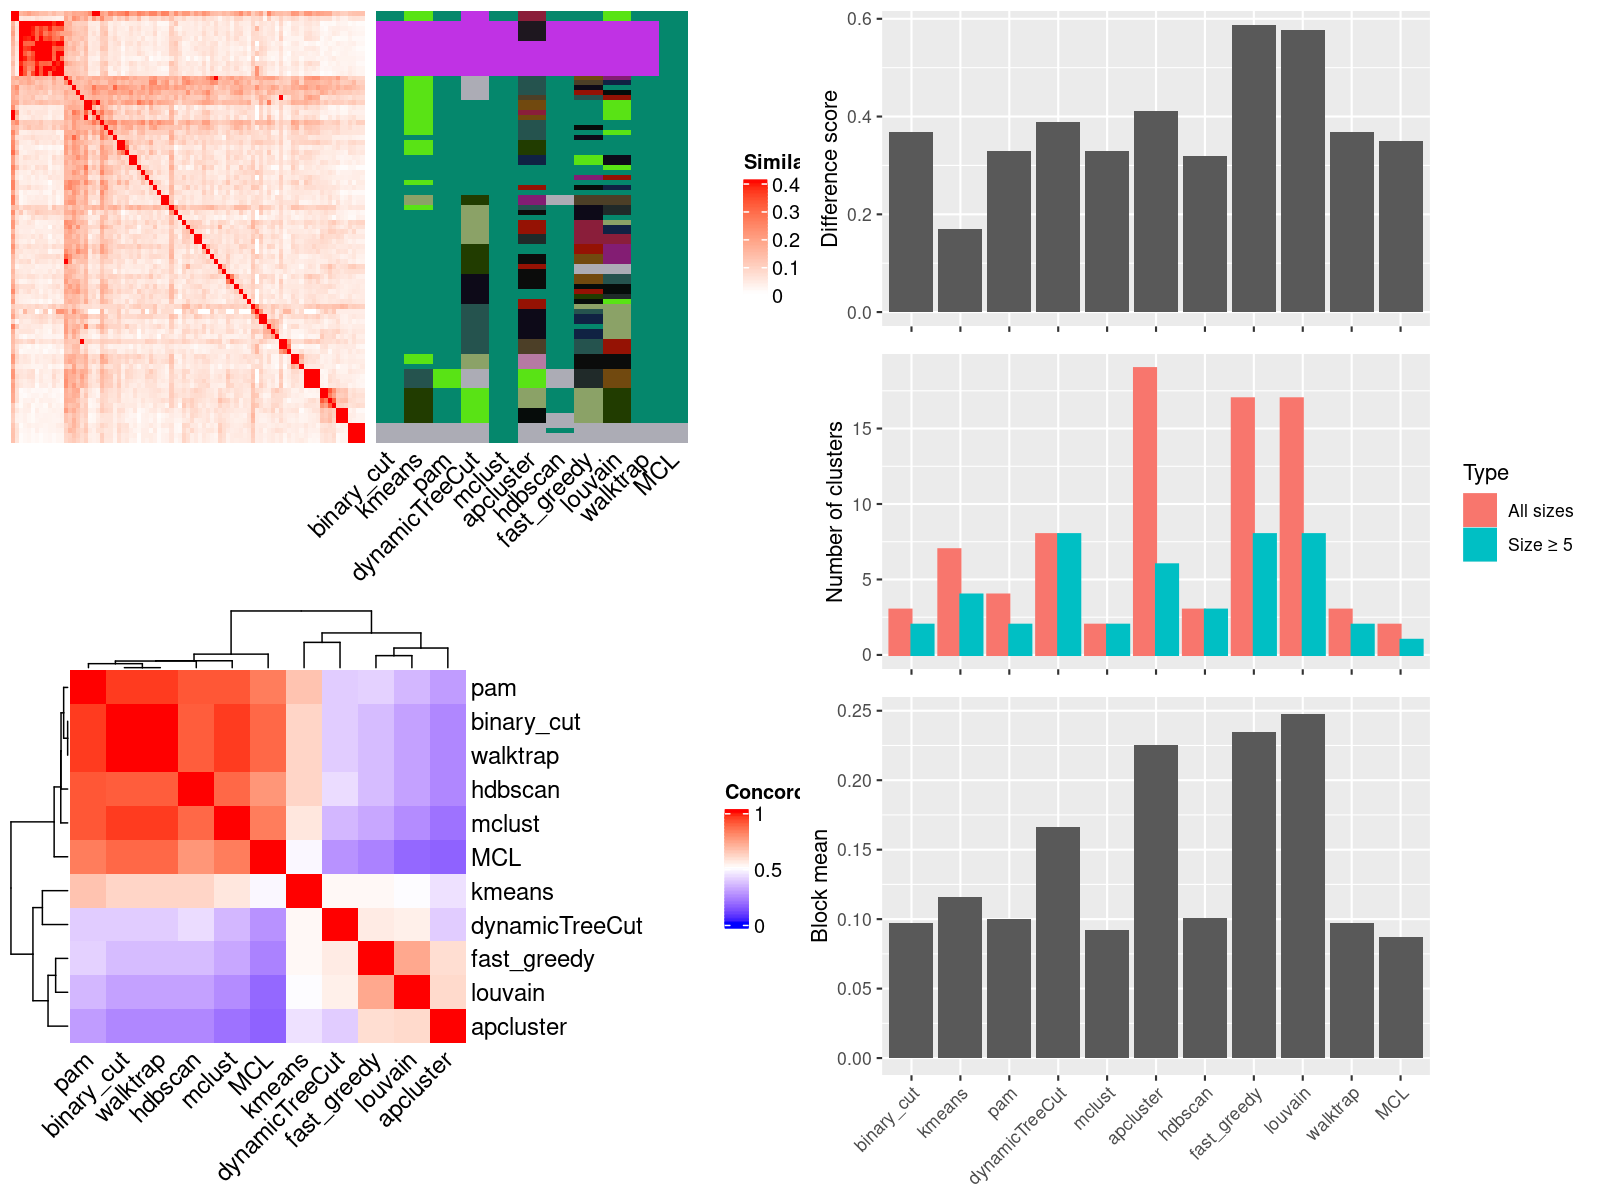 Simila
0.4
0.3
0.2
0.1
0
binary_cut
kmeans
pam
dynamicTreeCut
mclust
apcluster
hdbscan
fast_greedy
louvain
walktrap
MCL
Difference score
0.6
0.4
0.2
0.0
Number of clusters
15
10
5
0
Type
All sizes
Size ≥ 5
Block mean
0.25
0.20
0.15
0.10
0.05
0.00
binary_cut
kmeans
pam
dynamicTreeCut
mclust
apcluster
hdbscan
fast_greedy
louvain
walktrap
MCL
pam
binary_cut
walktrap
hdbscan
mclust
MCL
kmeans
dynamicTreeCut
fast_greedy
louvain
apcluster
pam
binary_cut
walktrap
hdbscan
mclust
MCL
kmeans
dynamicTreeCut
fast_greedy
louvain
apcluster
Concord
1
0.5
0